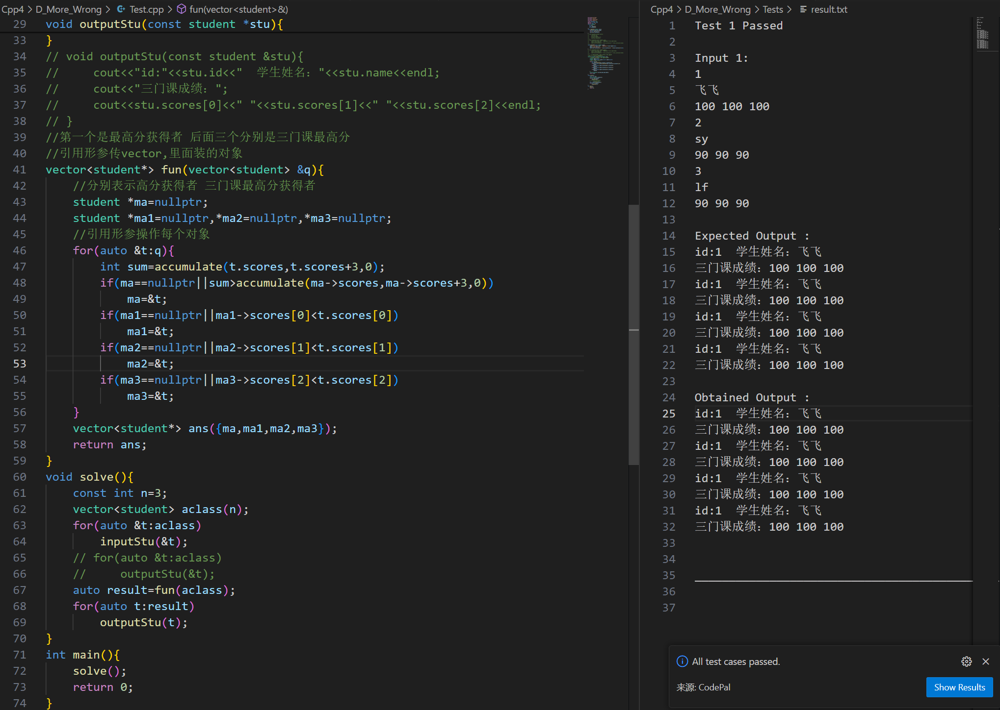 Cpp4 > D_More_Wrong > Test.cpp > fun(vector<student>&)
29 void outputStu(const student *stu){
33 }
34 // void outputStu(const student &stu){
35 //     cout<<"id:"<<stu.id<<"  学生姓名: "<<stu.name<<endl;
36 //     cout<<"三门课成绩: ";
37 //     cout<<stu.scores[0]<<" "<<stu.scores[1]<<" "<<stu.scores[2]<<endl;
38 // }
39 //第一个是最高分获得者 后面三个分别是三门课最高分
40 //引用形参传vector,里面装的对象
41 vector<student*> fun(vector<student> &q){
42     //分别表示高分获得者 三门课最高分获得者
43     student *ma=nullptr;
44     student *ma1=nullptr,*ma2=nullptr,*ma3=nullptr;
45     //引用形参操作每个对象
46     for(auto &t:q){
47         int sum=accumulate(t.scores,t.scores+3,0);
48         if(ma==nullptr||sum>accumulate(ma->scores,ma->scores+3,0))
49             ma=&t;
50         if(ma1==nullptr||ma1->scores[0]<t.scores[0])
51             ma1=&t;
52         if(ma2==nullptr||ma2->scores[1]<t.scores[1])
53             ma2=&t;
54         if(ma3==nullptr||ma3->scores[2]<t.scores[2])
55             ma3=&t;
56     }
57     vector<student*> ans({ma,ma1,ma2,ma3});
58     return ans;
59 }
60 void solve(){
61     const int n=3;
62     vector<student> aclass(n);
63     for(auto &t:aclass)
64         inputStu(&t);
65     // for(auto &t:aclass)
66     //     outputStu(&t);
67     auto result=fun(aclass);
68     for(auto t:result)
69         outputStu(t);
70 }
71 int main(){
72     solve();
73     return 0;
74 }
Cpp4 > D_More_Wrong > Tests > result.txt
1 Test 1 Passed
2
3 Input 1:
4 1
5 飞飞
6 100 100 100
7 2
8 sy
9 90 90 90
10 3
11 lf
12 90 90 90
13
14 Expected Output :
15 id:1  学生姓名: 飞飞
16 三门课成绩: 100 100 100
17 id:1  学生姓名: 飞飞
18 三门课成绩: 100 100 100
19 id:1  学生姓名: 飞飞
20 三门课成绩: 100 100 100
21 id:1  学生姓名: 飞飞
22 三门课成绩: 100 100 100
23
24 Obtained Output :
25 id:1  学生姓名: 飞飞
26 三门课成绩: 100 100 100
27 id:1  学生姓名: 飞飞
28 三门课成绩: 100 100 100
29 id:1  学生姓名: 飞飞
30 三门课成绩: 100 100 100
31 id:1  学生姓名: 飞飞
32 三门课成绩: 100 100 100
33
34
35
36
37
All test cases passed.
来源: CodePal
Show Results